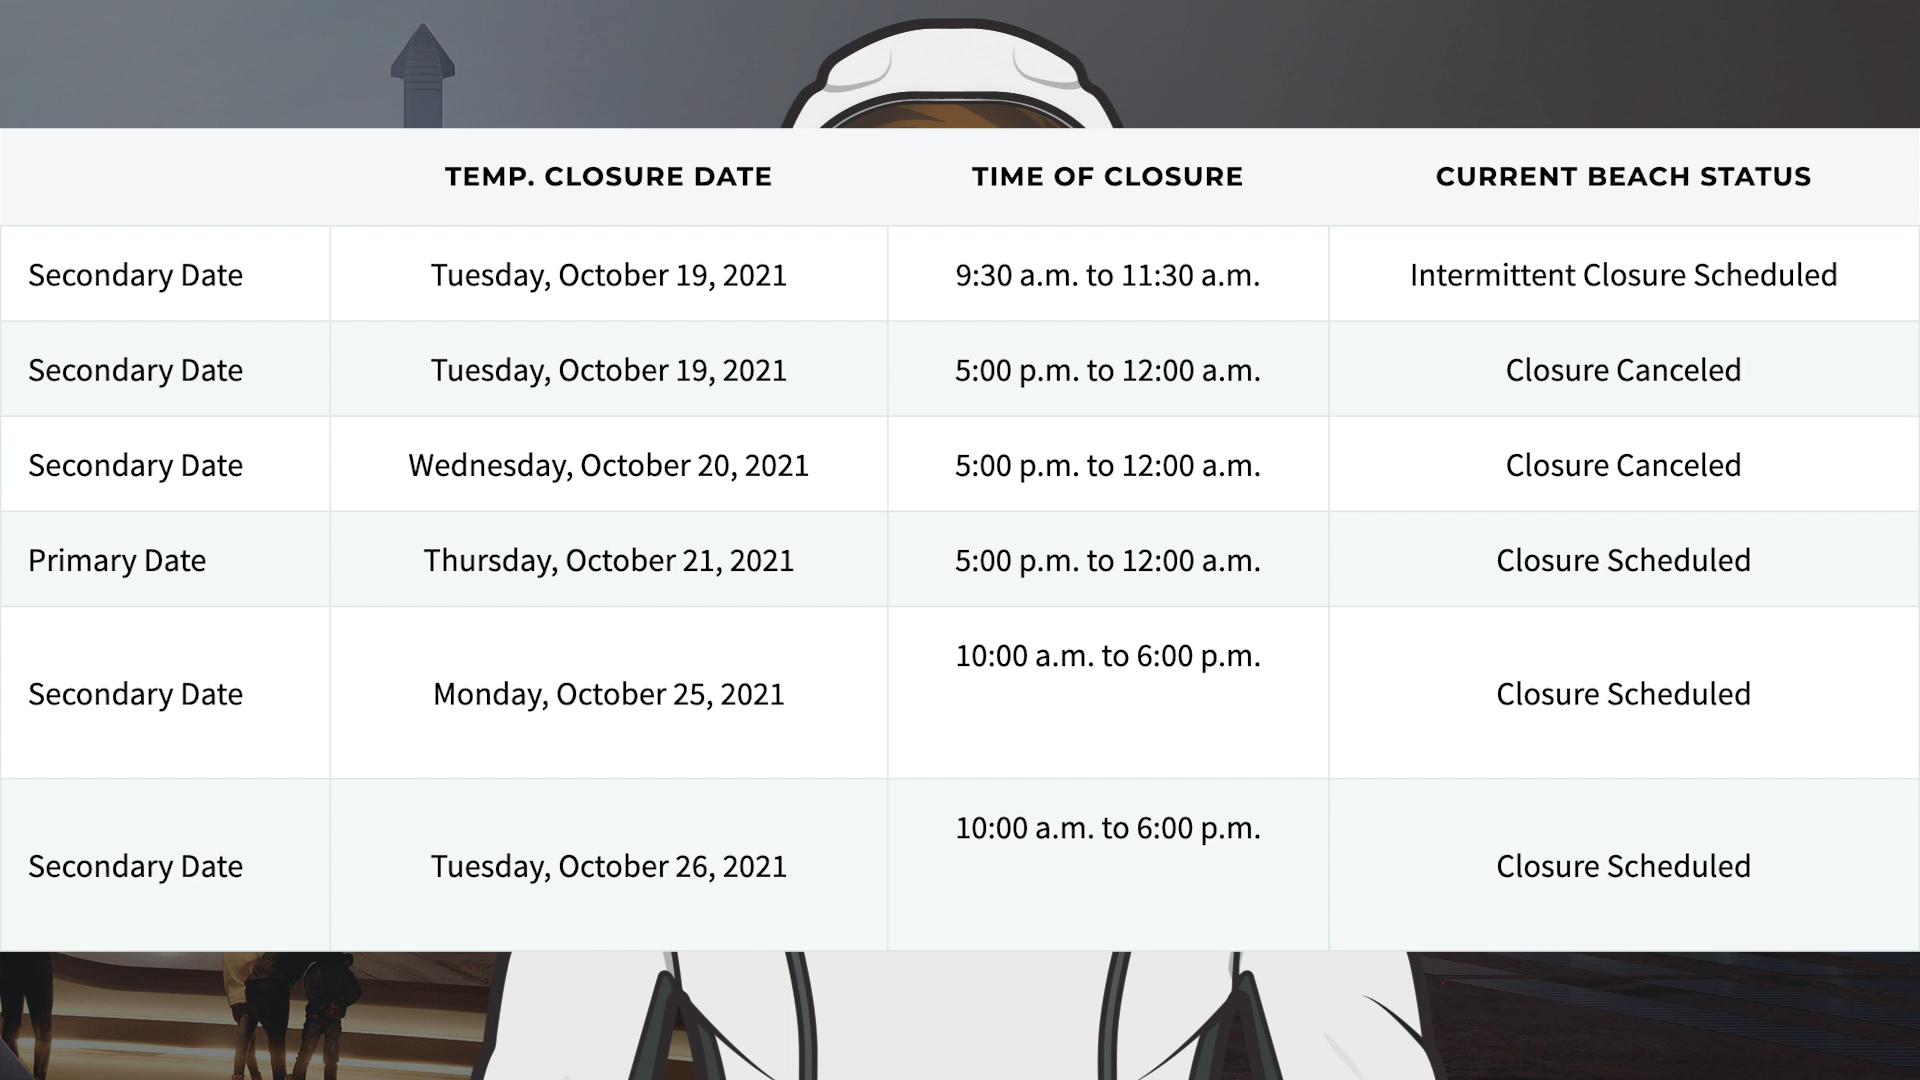 TEMP. CLOSURE DATE TIME OF CLOSURE CURRENT BEACH STATUS
Secondary Date Tuesday, October 19, 2021 9:30 a.m. to 11:30 a.m. Intermittent Closure Scheduled
Secondary Date Tuesday, October 19, 2021 5:00 p.m. to 12:00 a.m. Closure Canceled
Secondary Date Wednesday, October 20, 2021 5:00 p.m. to 12:00 a.m. Closure Canceled
Primary Date Thursday, October 21, 2021 5:00 p.m. to 12:00 a.m. Closure Scheduled
Secondary Date Monday, October 25, 2021 10:00 a.m. to 6:00 p.m. Closure Scheduled
Secondary Date Tuesday, October 26, 2021 10:00 a.m. to 6:00 p.m. Closure Scheduled